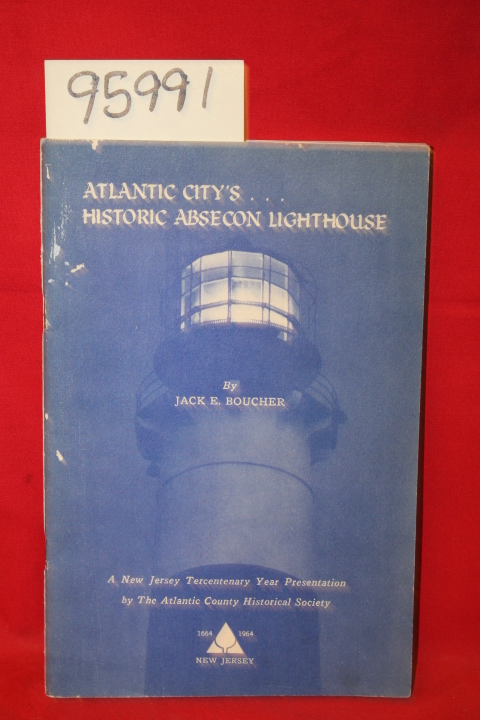 95991
ATLANTIC CITY'S . . .
HISTORIC ABSECON LIGHTHOUSE
By
JACK E. BOUCHER
A New Jersey Tercentenary Year Presentation
by The Atlantic County Historical Society
1664 1964
NEW JERSEY